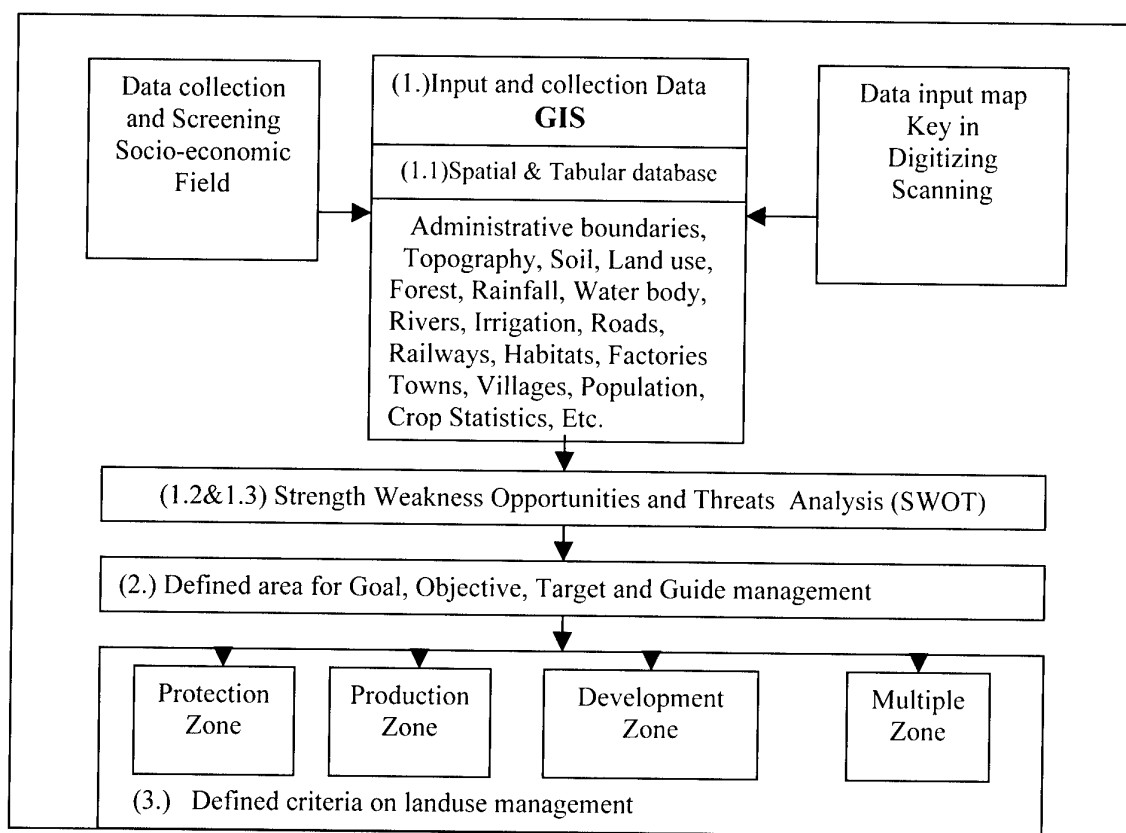 Data collection
and Screening
Socio-economic
Field
(1.)Input and collection Data
GIS
(1.1)Spatial & Tabular database
Administrative boundaries,
Topography, Soil, Land use,
Forest, Rainfall, Water body,
Rivers, Irrigation, Roads,
Railways, Habitats, Factories
Towns, Villages, Population,
Crop Statistics, Etc.
Data input map
Key in
Digitizing
Scanning
(1.2&1.3) Strength Weakness Opportunities and Threats Analysis (SWOT)
(2.) Defined area for Goal, Objective, Target and Guide management
Protection
Zone
Production
Zone
Development
Zone
Multiple
Zone
(3.) Defined criteria on landuse management